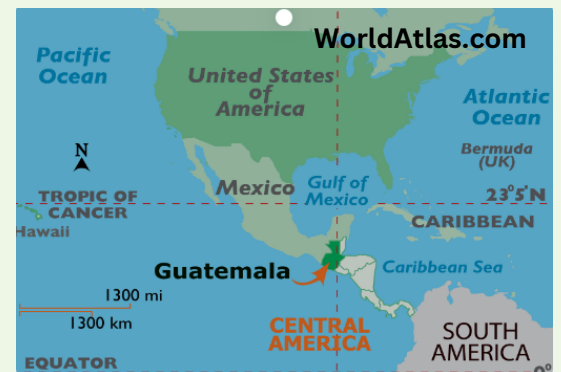 WorldAtlas.com
Pacific
Ocean
United States
of
America
Atlantic
Ocean
Bermuda
(UK)
N
Mexico
Gulf of
Mexico
TROPIC OF
CANCER
23°5'N
Hawaii
CARIBBEAN
Guatemala
Caribbean Sea
1300 mi
1300 km
CENTRAL
AMERICA
SOUTH
AMERICA
EQUATOR
0°